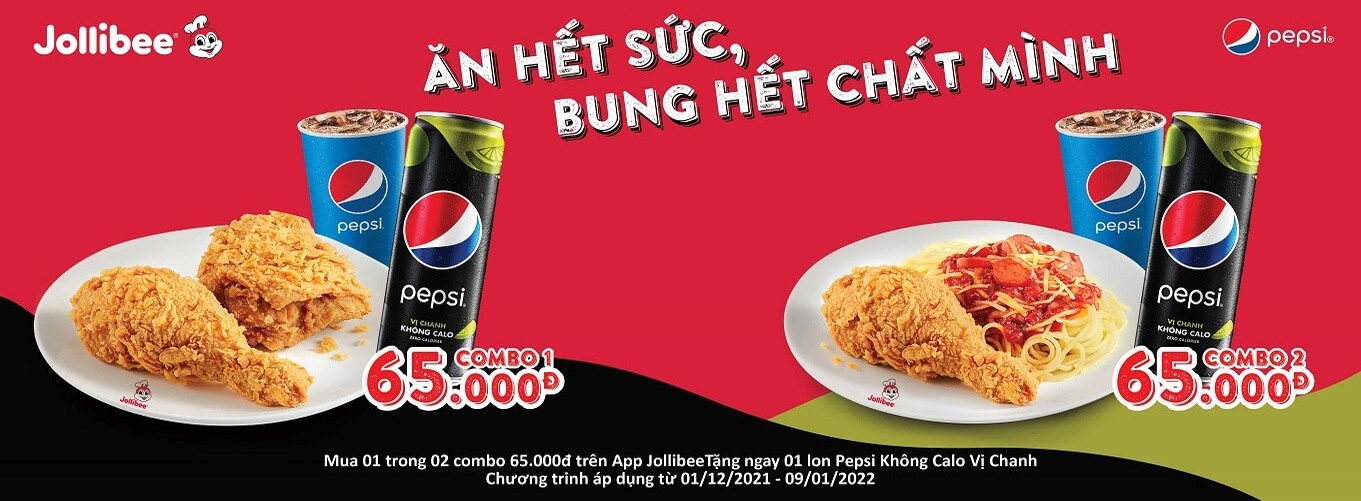 Jollibee®
pepsi®
ĂN HẾT SỨC,
BUNG HẾT CHẤT MÌNH
pepsi.
pepsi.
VỊ CHANH
KHÔNG CALO
ZERO CALORIES
Jollibee
COMBO 1
65.000Đ
pepsi.
pepsi.
VỊ CHANH
KHÔNG CALO
ZERO CALORIES
Jollibee
COMBO 2
65.000Đ
Mua 01 trong 02 combo 65.000đ trên App JollibeeTặng ngay 01 lon Pepsi Không Calo Vị Chanh
Chương trinh áp dụng từ 01/12/2021 - 09/01/2022